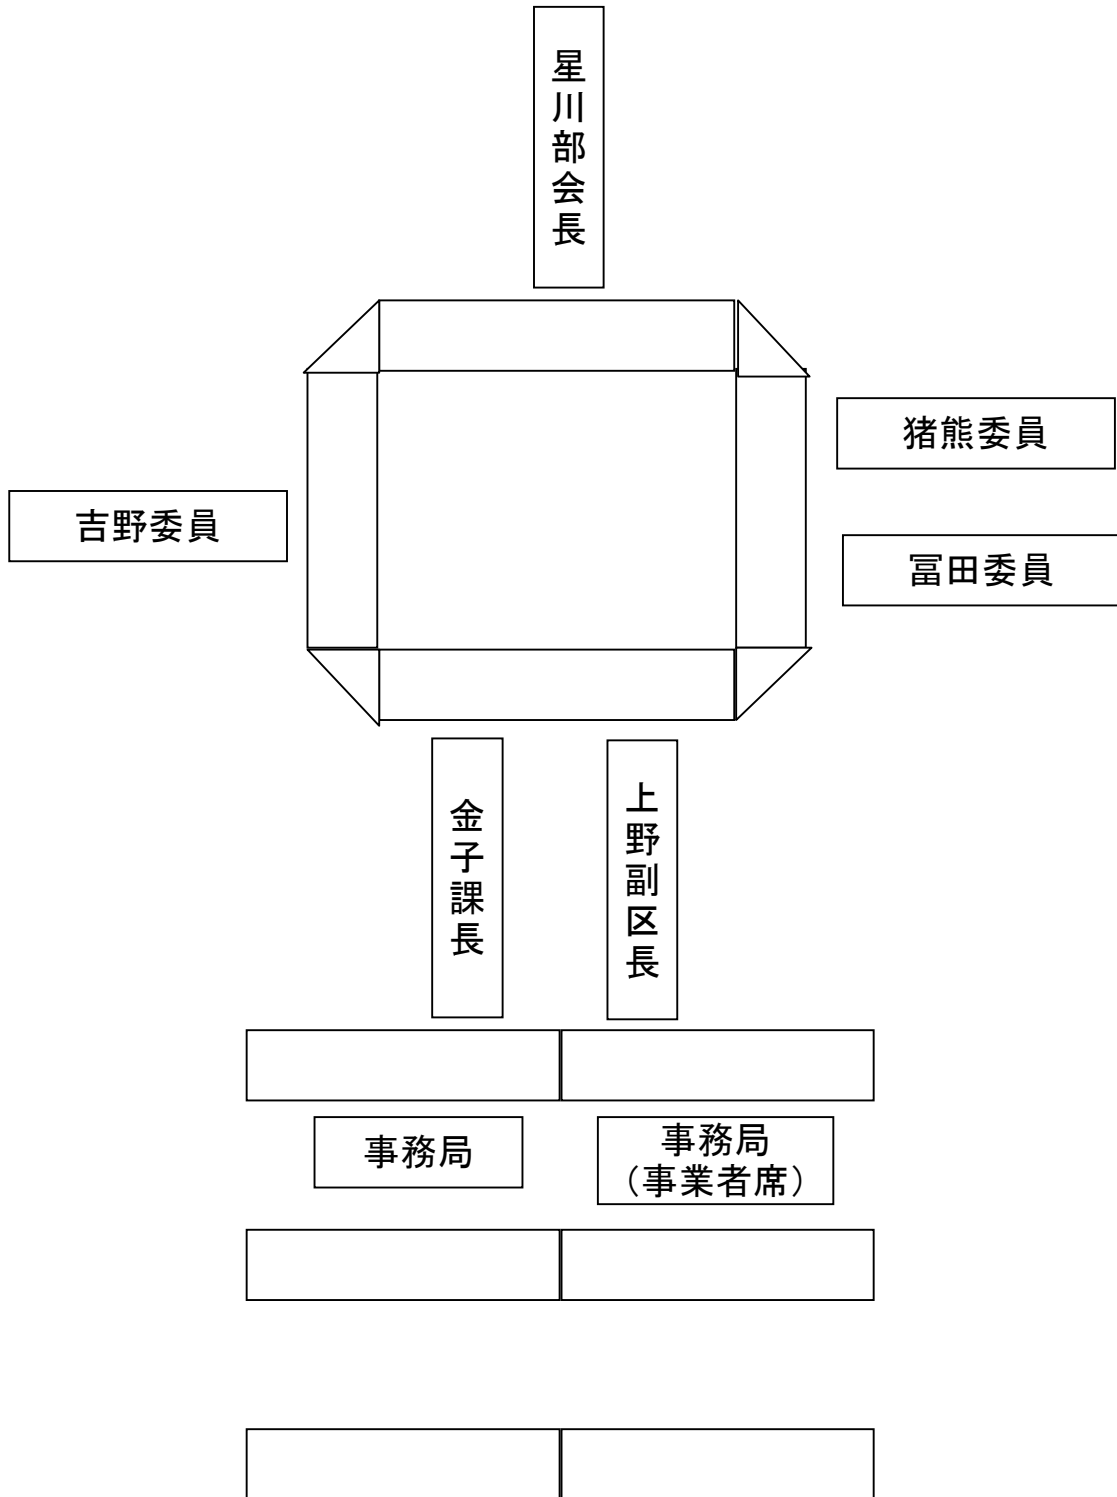 星川部会長
猪熊委員
吉野委員
冨田委員
金子課長
上野副区長
事務局
事務局
（事業者席）